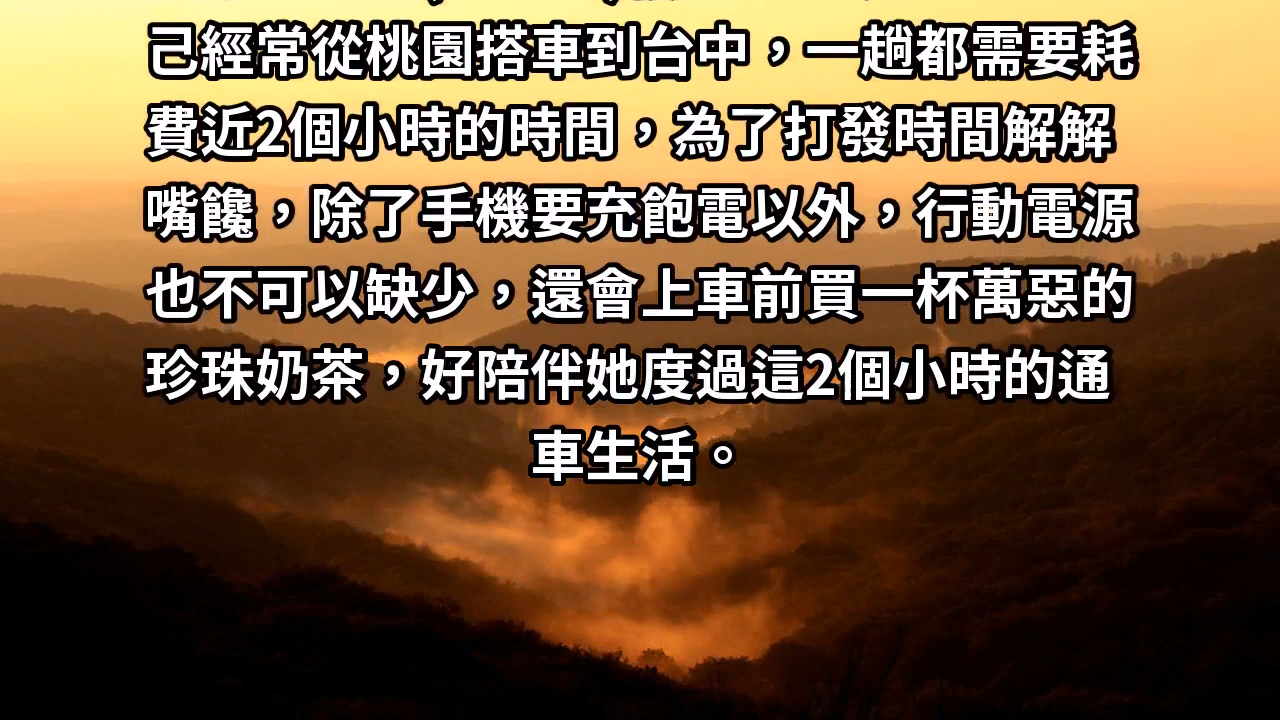 己經常從桃園搭車到台中，一趟都需要耗
費近2個小時的時間，為了打發時間解解
嘴饞，除了手機要充飽電以外，行動電源
也不可以缺少，還會上車前買一杯萬惡的
珍珠奶茶，好陪伴她度過這2個小時的通
車生活。